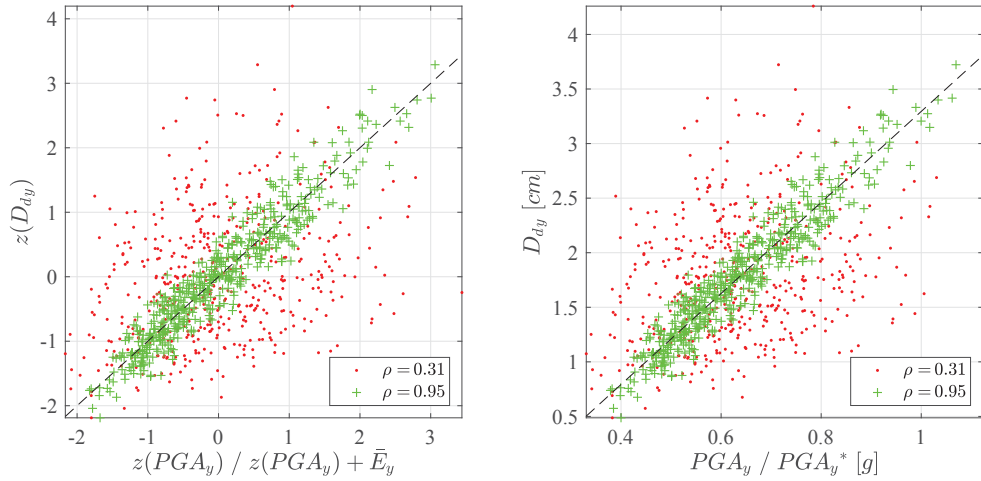 4
3
2
1
0
-1
-2
z(D_{dy})
ρ = 0.31
ρ = 0.95
-2 -1 0 1 2 3
z(PGA_y) / z(PGA_y) + Ē_y
4
3.5
3
2.5
2
1.5
1
0.5
D_{dy} [cm]
ρ = 0.31
ρ = 0.95
0.4 0.6 0.8 1
PGA_y / PGA_y^* [g]